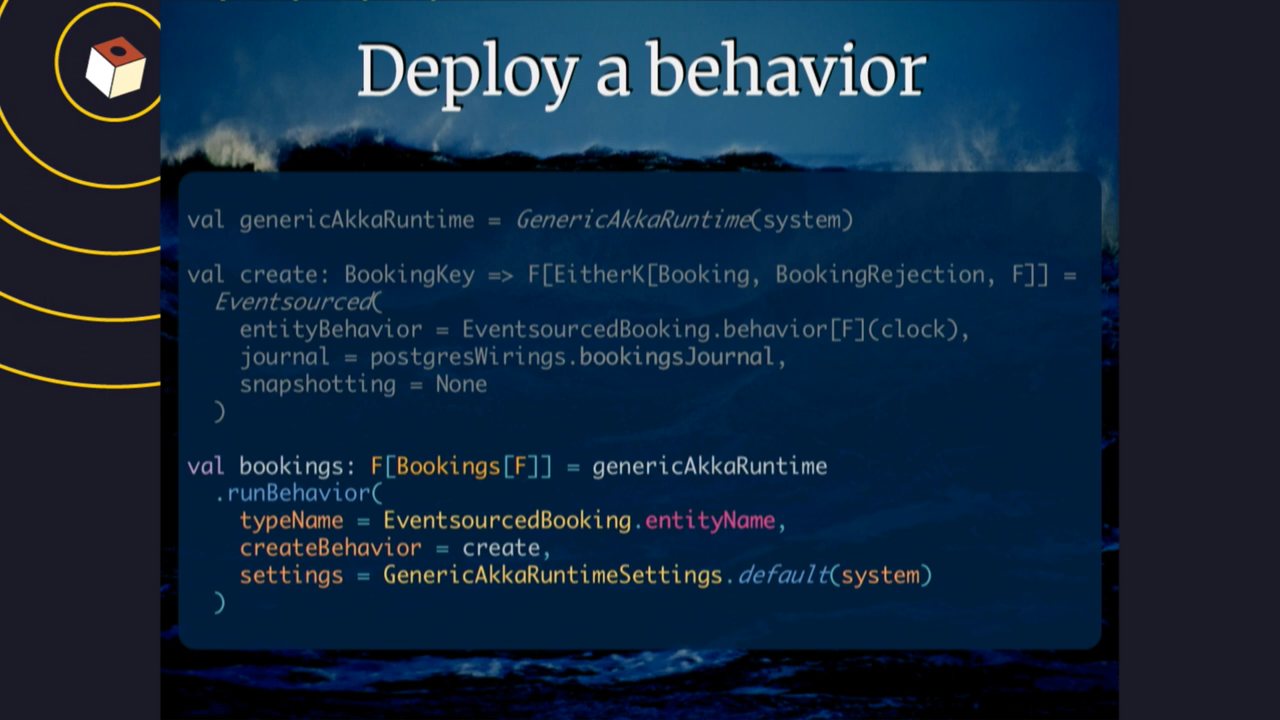 Deploy a behavior
val genericAkkaRuntime = GenericAkkaRuntime(system)
val create: BookingKey => F[EitherK[Booking, BookingRejection, F]] =
Eventsourced(
entityBehavior = EventsourcedBooking.behavior[F](clock),
journal = postgresWirings.bookingsJournal,
snapshotting = None
)
val bookings: F[Bookings[F]] = genericAkkaRuntime
.runBehavior(
typeName = EventsourcedBooking.entityName,
createBehavior = create,
settings = GenericAkkaRuntimeSettings.default(system)
)